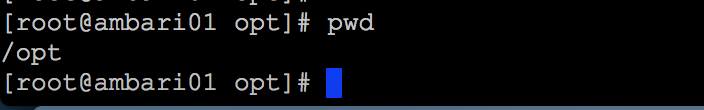 [root@ambari01 opt]# pwd
/opt
[root@ambari01 opt]#